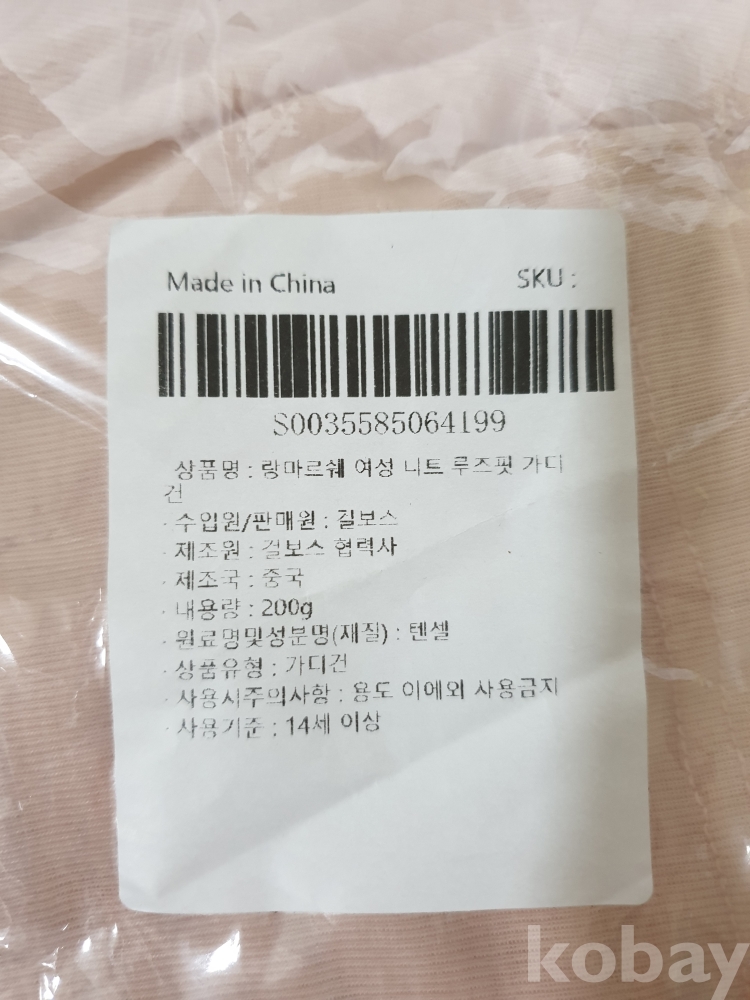 Made in China SKU :
S0035585064199
상품명 : 랑마르쉐 여성 니트 루즈핏 가디
건
· 수입원/판매원 : 걸보스
· 제조원 : 걸보스 협력사
· 제조국 : 중국
· 내용량 : 200g
· 원료명및성분명(재질) : 텐셀
· 상품유형 : 가디건
· 사용시주의사항 : 용도 이에외 사용금지
· 사용기준 : 14세 이상
kobay